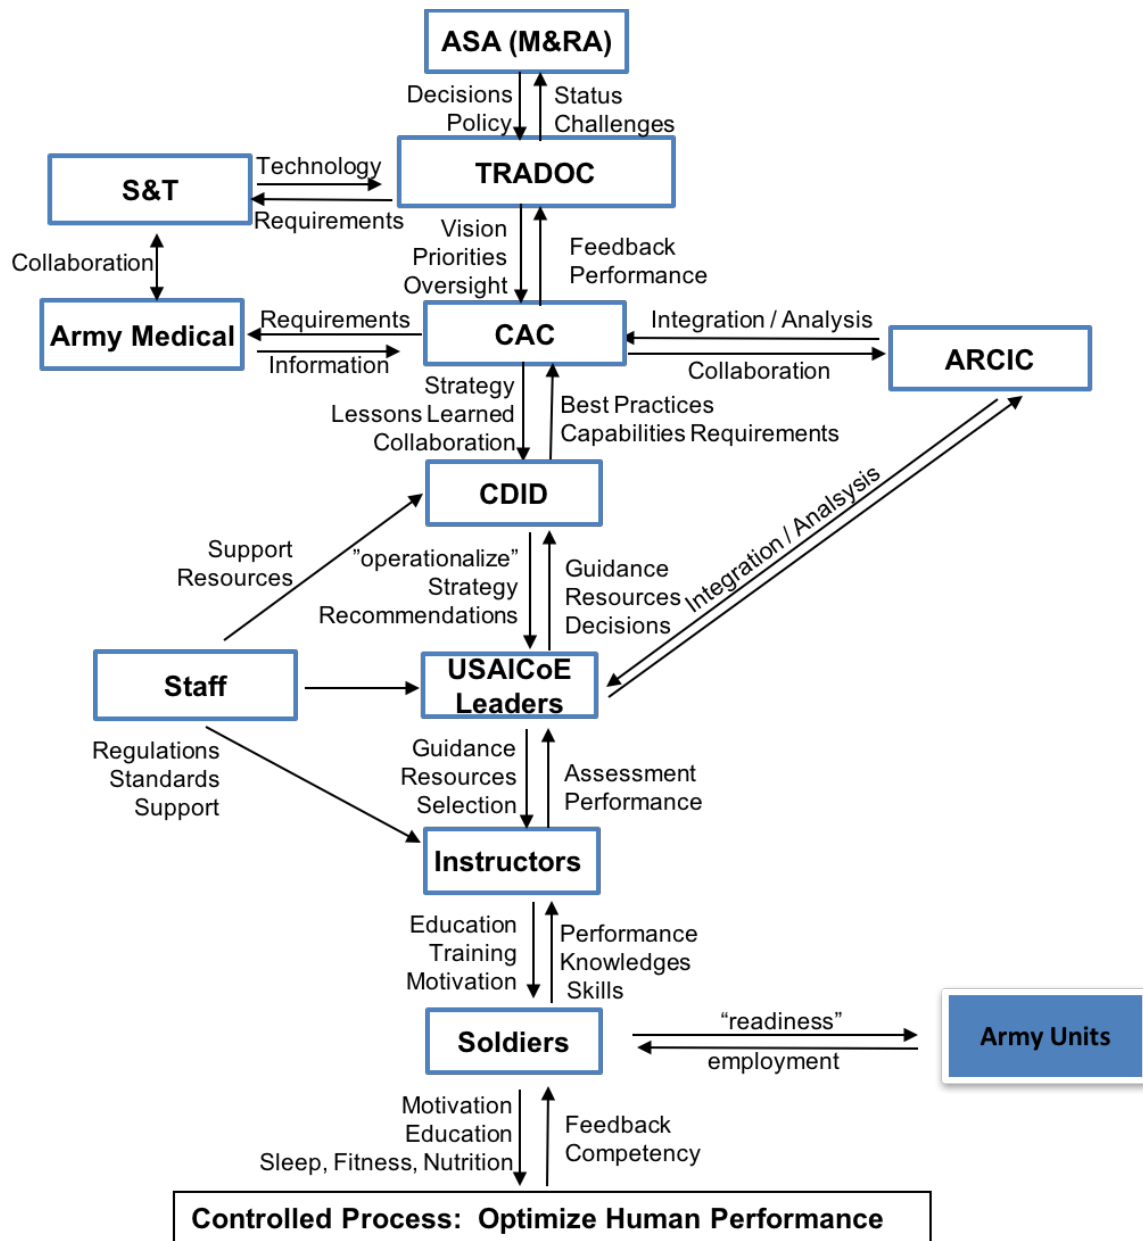 ASA (M&RA)
Decisions
Policy
Status
Challenges
S&T
Technology
Requirements
TRADOC
Collaboration
Vision
Priorities
Oversight
Feedback
Performance
Army Medical
Requirements
Information
CAC
Integration / Analysis
Collaboration
ARCIC
Strategy
Lessons Learned
Collaboration
Best Practices
Capabilities Requirements
CDID
Support
Resources
”operationalize”
Strategy
Recommendations
Guidance
Resources
Decisions
Integration / Analsysis
Staff
USAICoE
Leaders
Regulations
Standards
Support
Guidance
Resources
Selection
Assessment
Performance
Instructors
Education
Training
Motivation
Performance
Knowledges
Skills
Soldiers
“readiness”
employment
Army Units
Motivation
Education
Sleep, Fitness, Nutrition
Feedback
Competency
Controlled Process: Optimize Human Performance